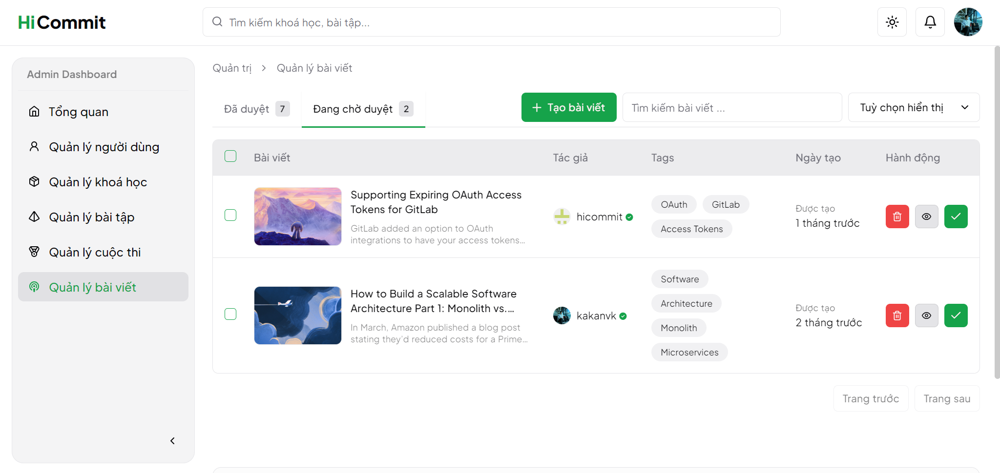 HiCommit
Tìm kiếm khoá học, bài tập...
Admin Dashboard
Tổng quan
Quản lý người dùng
Quản lý khoá học
Quản lý bài tập
Quản lý cuộc thi
Quản lý bài viết
Quản trị > Quản lý bài viết
Đã duyệt 7
Đang chờ duyệt 2
+ Tạo bài viết
Tìm kiếm bài viết ...
Tuỳ chọn hiển thị
Bài viết Tác giả Tags Ngày tạo Hành động
Supporting Expiring OAuth Access
Tokens for GitLab
GitLab added an option to OAuth
integrations to have your access tokens...
hicommit
OAuth GitLab
Access Tokens
Được tạo
1 tháng trước
How to Build a Scalable Software
Architecture Part 1: Monolith vs....
In March, Amazon published a blog post
stating they'd reduced costs for a Prime...
kakanvk
Software
Architecture
Monolith
Microservices
Được tạo
2 tháng trước
Trang trước Trang sau